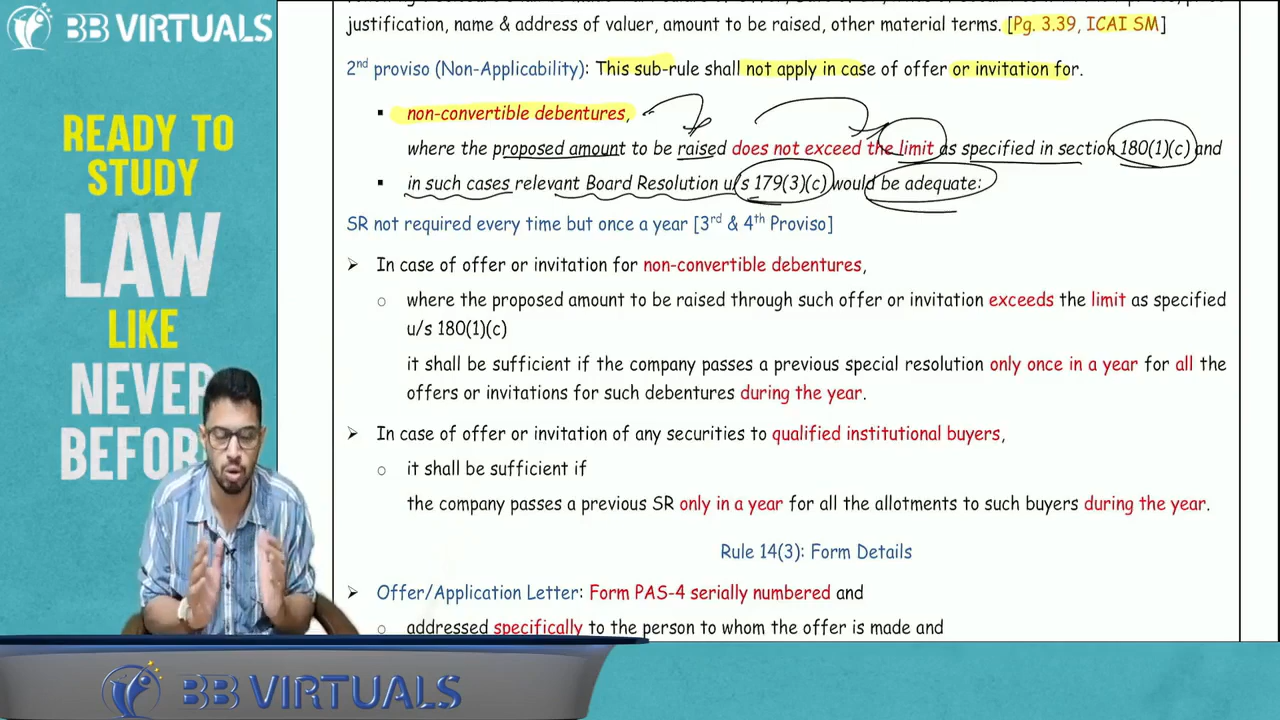 BB VIRTUALS
READY TO
STUDY
LAW
LIKE
NEVER
BEFOR
justification, name & address of valuer, amount to be raised, other material terms. [Pg. 3.39, ICAI SM]
2nd proviso (Non-Applicability): This sub-rule shall not apply in case of offer or invitation for.
▪ non-convertible debentures,
where the proposed amount to be raised does not exceed the limit as specified in section 180(1)(c) and
▪ in such cases relevant Board Resolution u/s 179(3)(c) would be adequate:
SR not required every time but once a year [3rd & 4th Proviso]
➢ In case of offer or invitation for non-convertible debentures,
o where the proposed amount to be raised through such offer or invitation exceeds the limit as specified
u/s 180(1)(c)
it shall be sufficient if the company passes a previous special resolution only once in a year for all the
offers or invitations for such debentures during the year.
➢ In case of offer or invitation of any securities to qualified institutional buyers,
o it shall be sufficient if
the company passes a previous SR only in a year for all the allotments to such buyers during the year.
Rule 14(3): Form Details
➢ Offer/Application Letter: Form PAS-4 serially numbered and
o addressed specifically to the person to whom the offer is made and
BB VIRTUALS